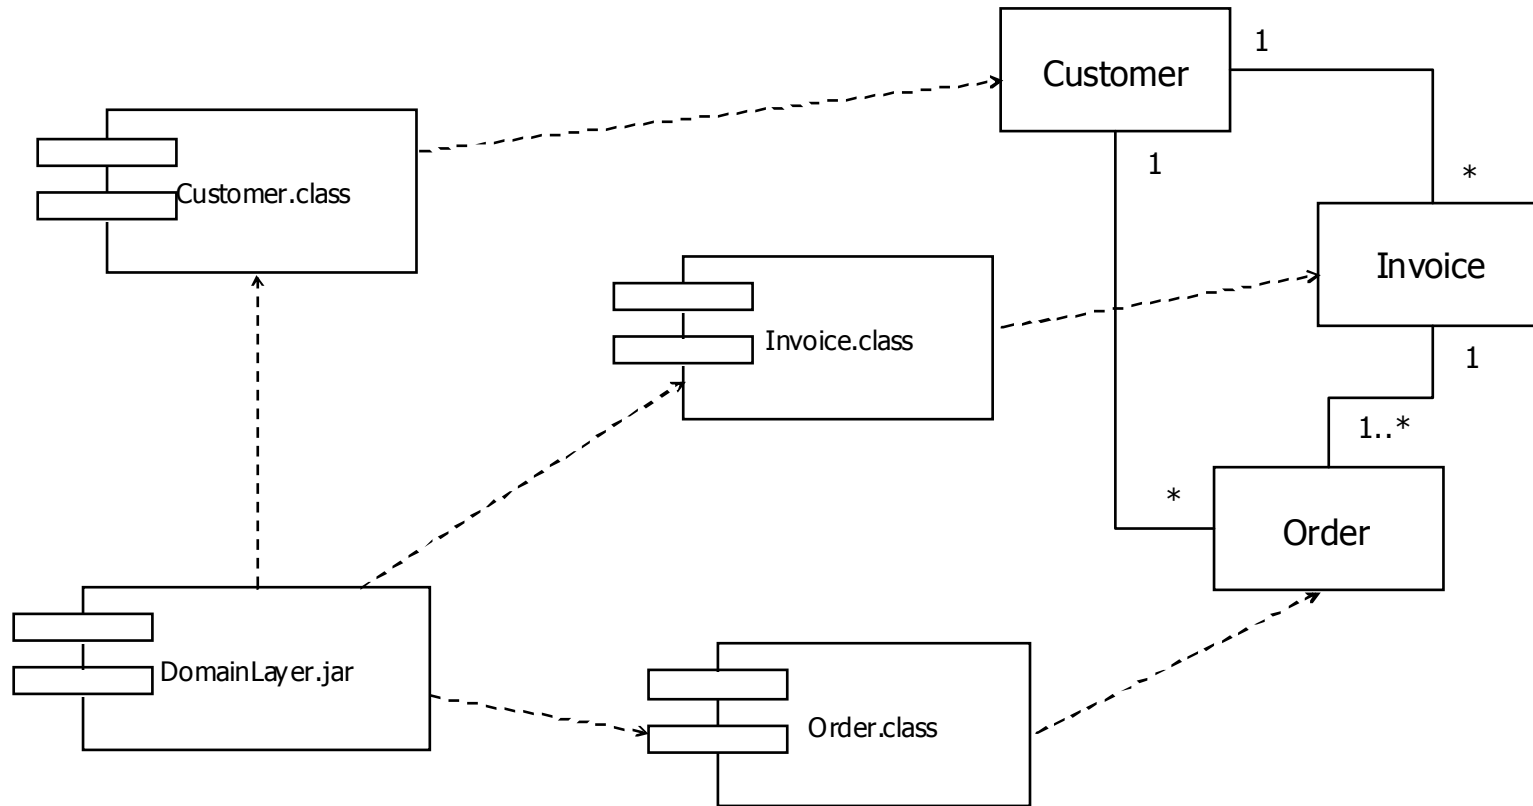 Customer
1
1
*
Customer.class
Invoice
Invoice.class
1
1..*
*
Order
DomainLayer.jar
Order.class